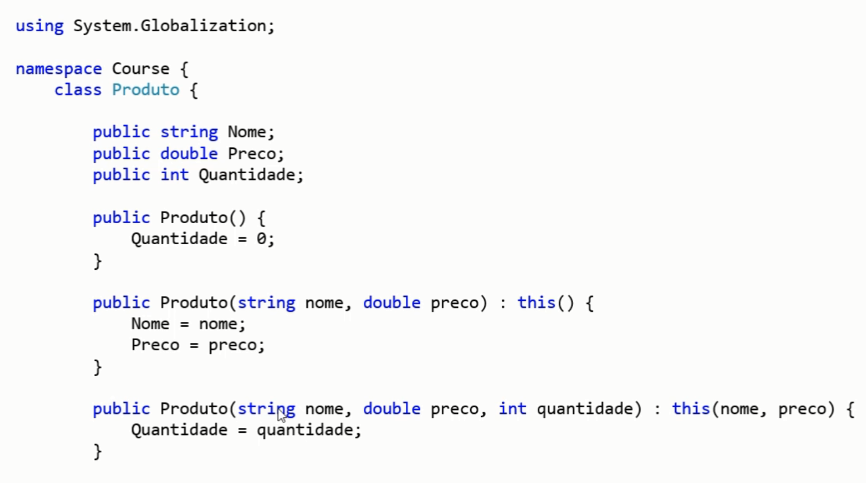 using System.Globalization;
namespace Course {
class Produto {
public string Nome;
public double Preco;
public int Quantidade;
public Produto() {
Quantidade = 0;
}
public Produto(string nome, double preco) : this() {
Nome = nome;
Preco = preco;
}
public Produto(string nome, double preco, int quantidade) : this(nome, preco) {
Quantidade = quantidade;
}